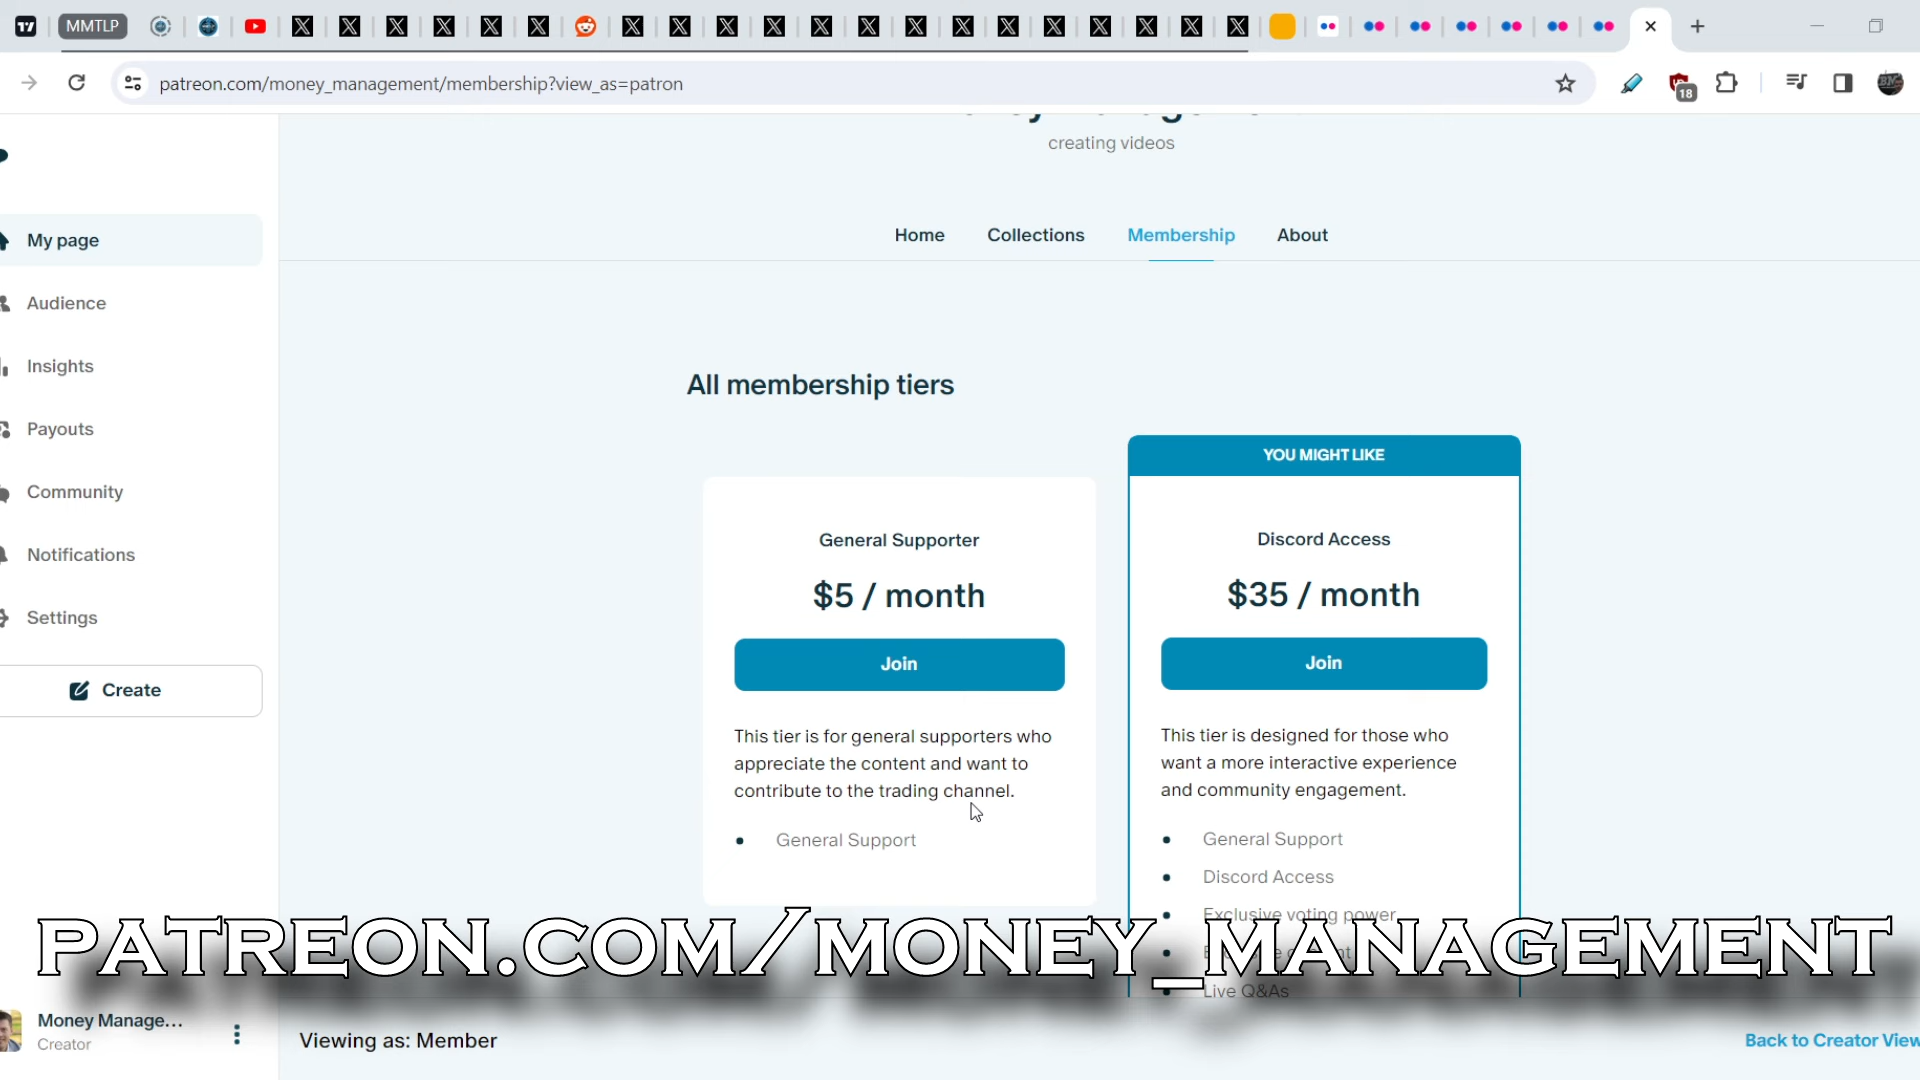 MMTLP
patreon.com/money_management/membership?view_as=patron
18
creating videos
My page
Home
Collections
Membership
About
Audience
Insights
Payouts
Community
Notifications
Settings
Create
All membership tiers
YOU MIGHT LIKE
General Supporter
$5 / month
Join
This tier is for general supporters who
appreciate the content and want to
contribute to the trading channel.
General Support
Discord Access
$35 / month
Join
This tier is designed for those who
want a more interactive experience
and community engagement.
General Support
Discord Access
Exclusive voting power
Live Q&As
PATREON.COM/MONEY_MANAGEMENT
Money Manage...
Creator
Viewing as: Member
Back to Creator View